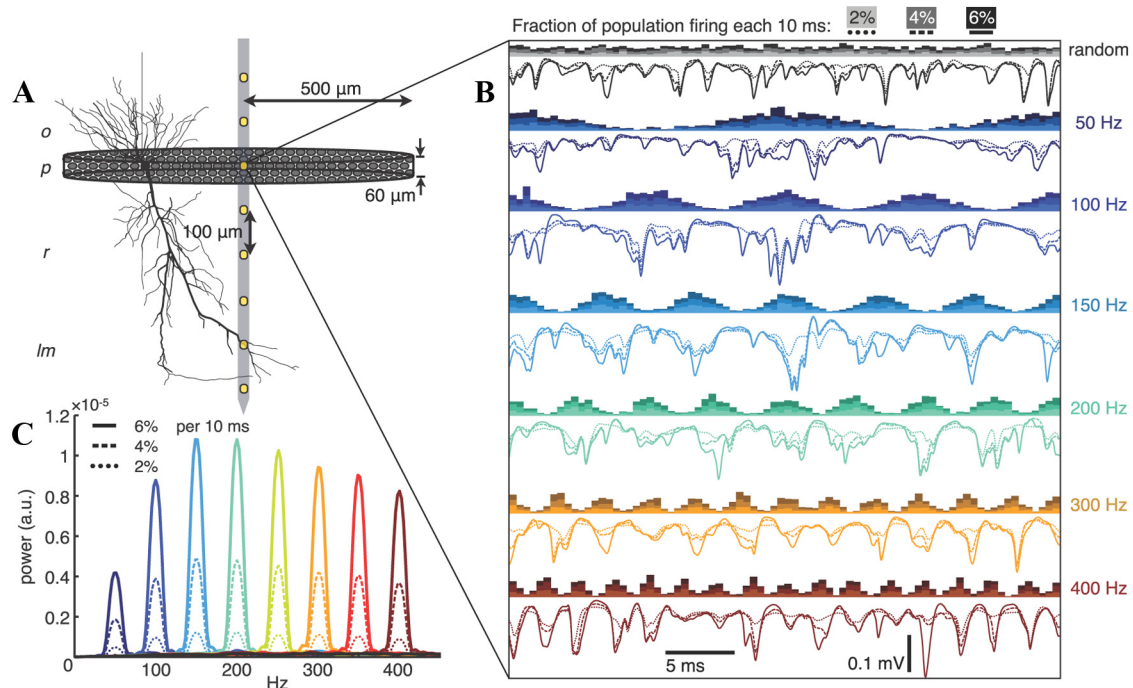 Fraction of population firing each 10 ms:
2%
4%
6%
A
500 µm
o
p
60 µm
r
100 µm
lm
B
random
50 Hz
100 Hz
150 Hz
200 Hz
300 Hz
400 Hz
5 ms
0.1 mV
C
×10-5
1.2
1
0.8
0.6
0.4
0.2
0
power (a.u.)
6% per 10 ms
4%
2%
100 200 300 400
Hz